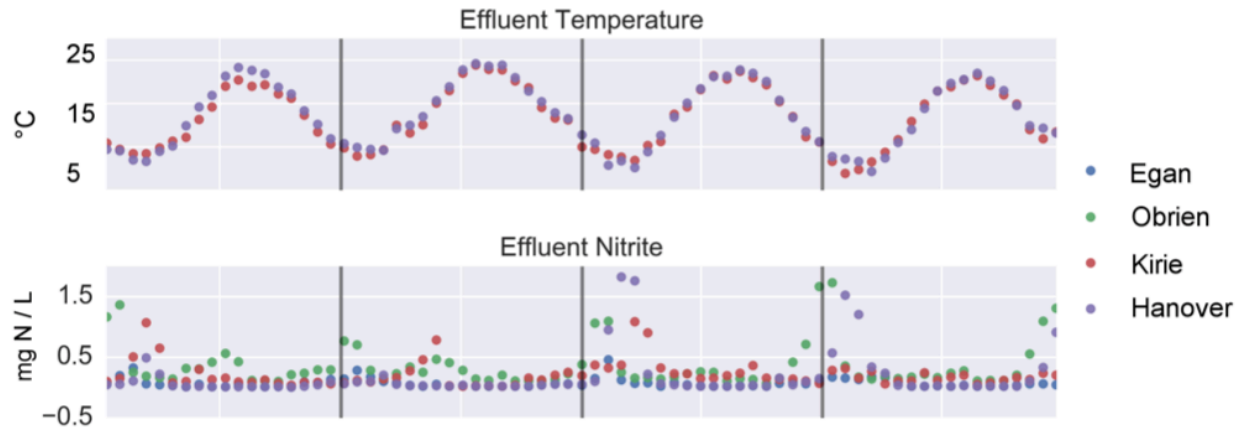 Effluent Temperature
25
15
5
°C
Effluent Nitrite
1.5
0.5
−0.5
mg N / L
Egan
Obrien
Kirie
Hanover